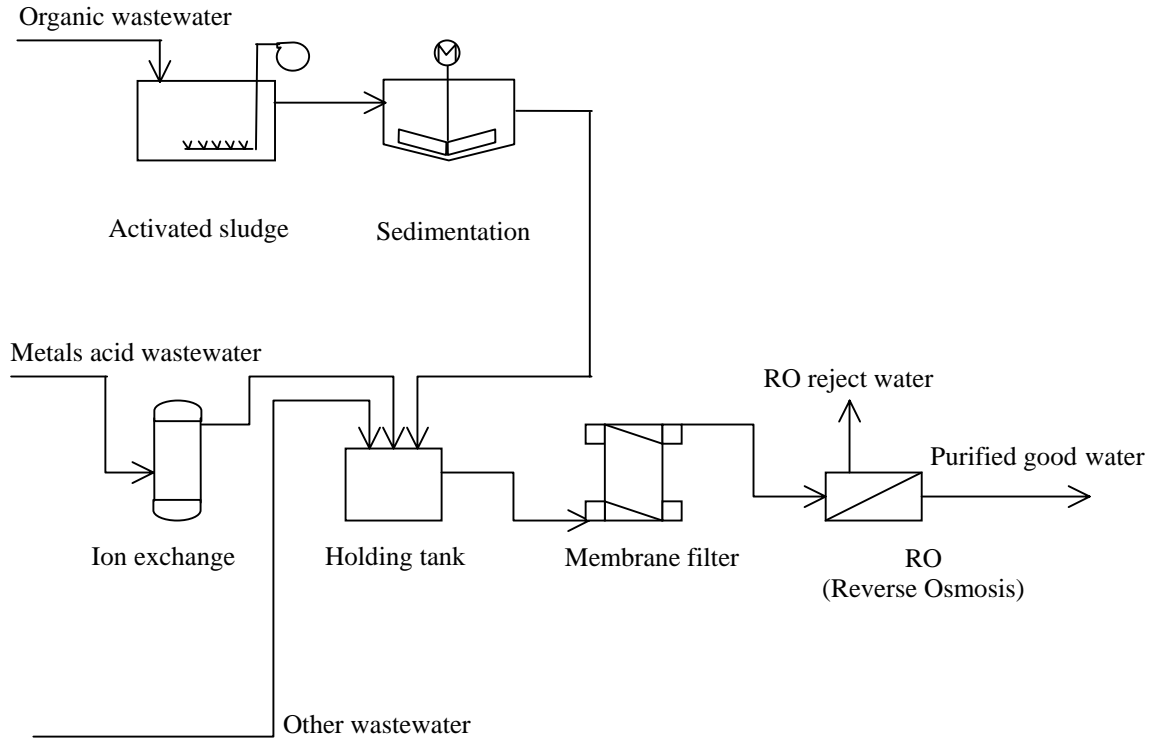 Organic wastewater
M
Activated sludge
Sedimentation
Metals acid wastewater
RO reject water
Purified good water
Ion exchange
Holding tank
Membrane filter
RO
(Reverse Osmosis)
Other wastewater